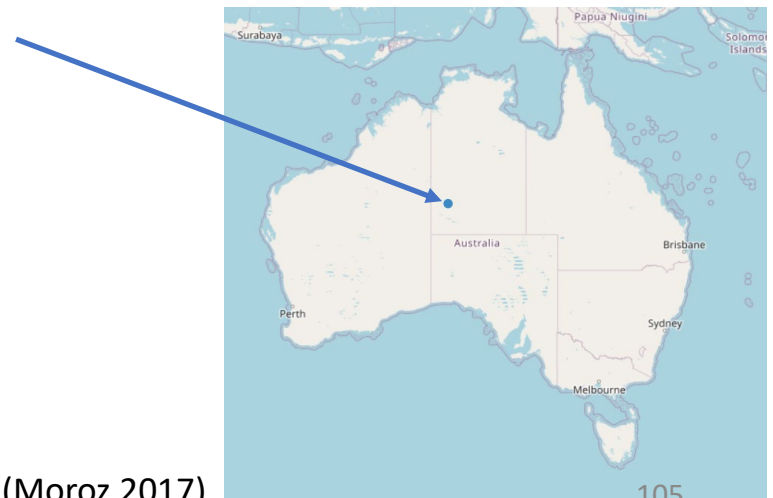 Papua Niugini
Surabaya
Solomon
Islands
Australia
Brisbane
Perth
Sydney
Melbourne
(Moroz 2017)
105